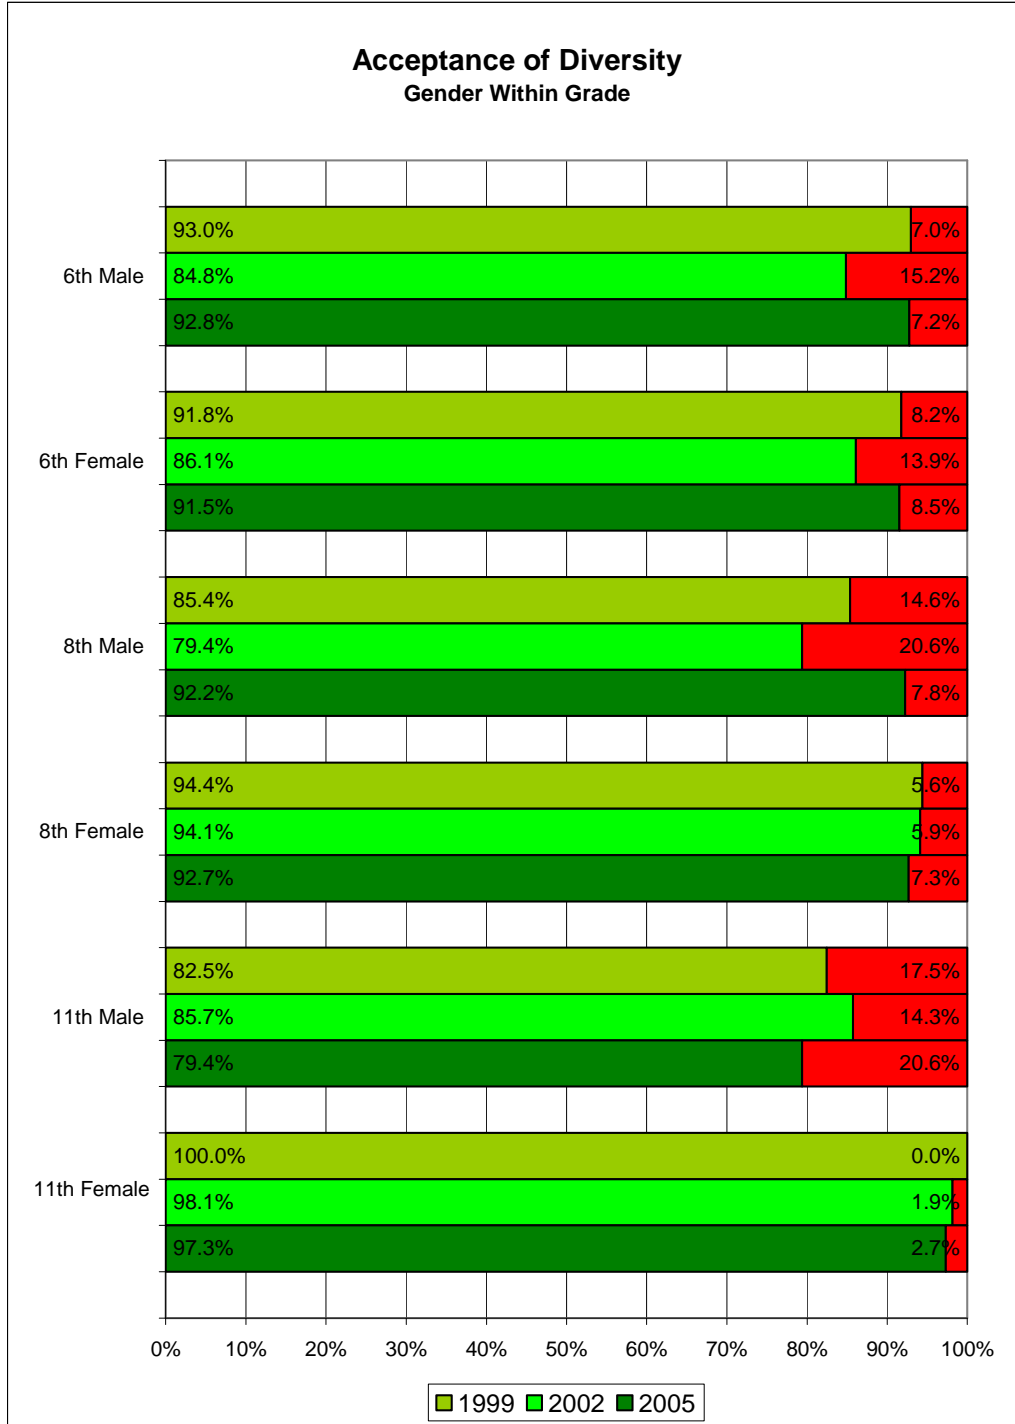 Acceptance of Diversity
Gender Within Grade
93.0% 7.0%
6th Male 84.8% 15.2%
92.8% 7.2%
91.8% 8.2%
6th Female 86.1% 13.9%
91.5% 8.5%
85.4% 14.6%
8th Male 79.4% 20.6%
92.2% 7.8%
94.4% 5.6%
8th Female 94.1% 5.9%
92.7% 7.3%
82.5% 17.5%
11th Male 85.7% 14.3%
79.4% 20.6%
100.0% 0.0%
11th Female 98.1% 1.9%
97.3% 2.7%
0% 10% 20% 30% 40% 50% 60% 70% 80% 90% 100%
1999 2002 2005